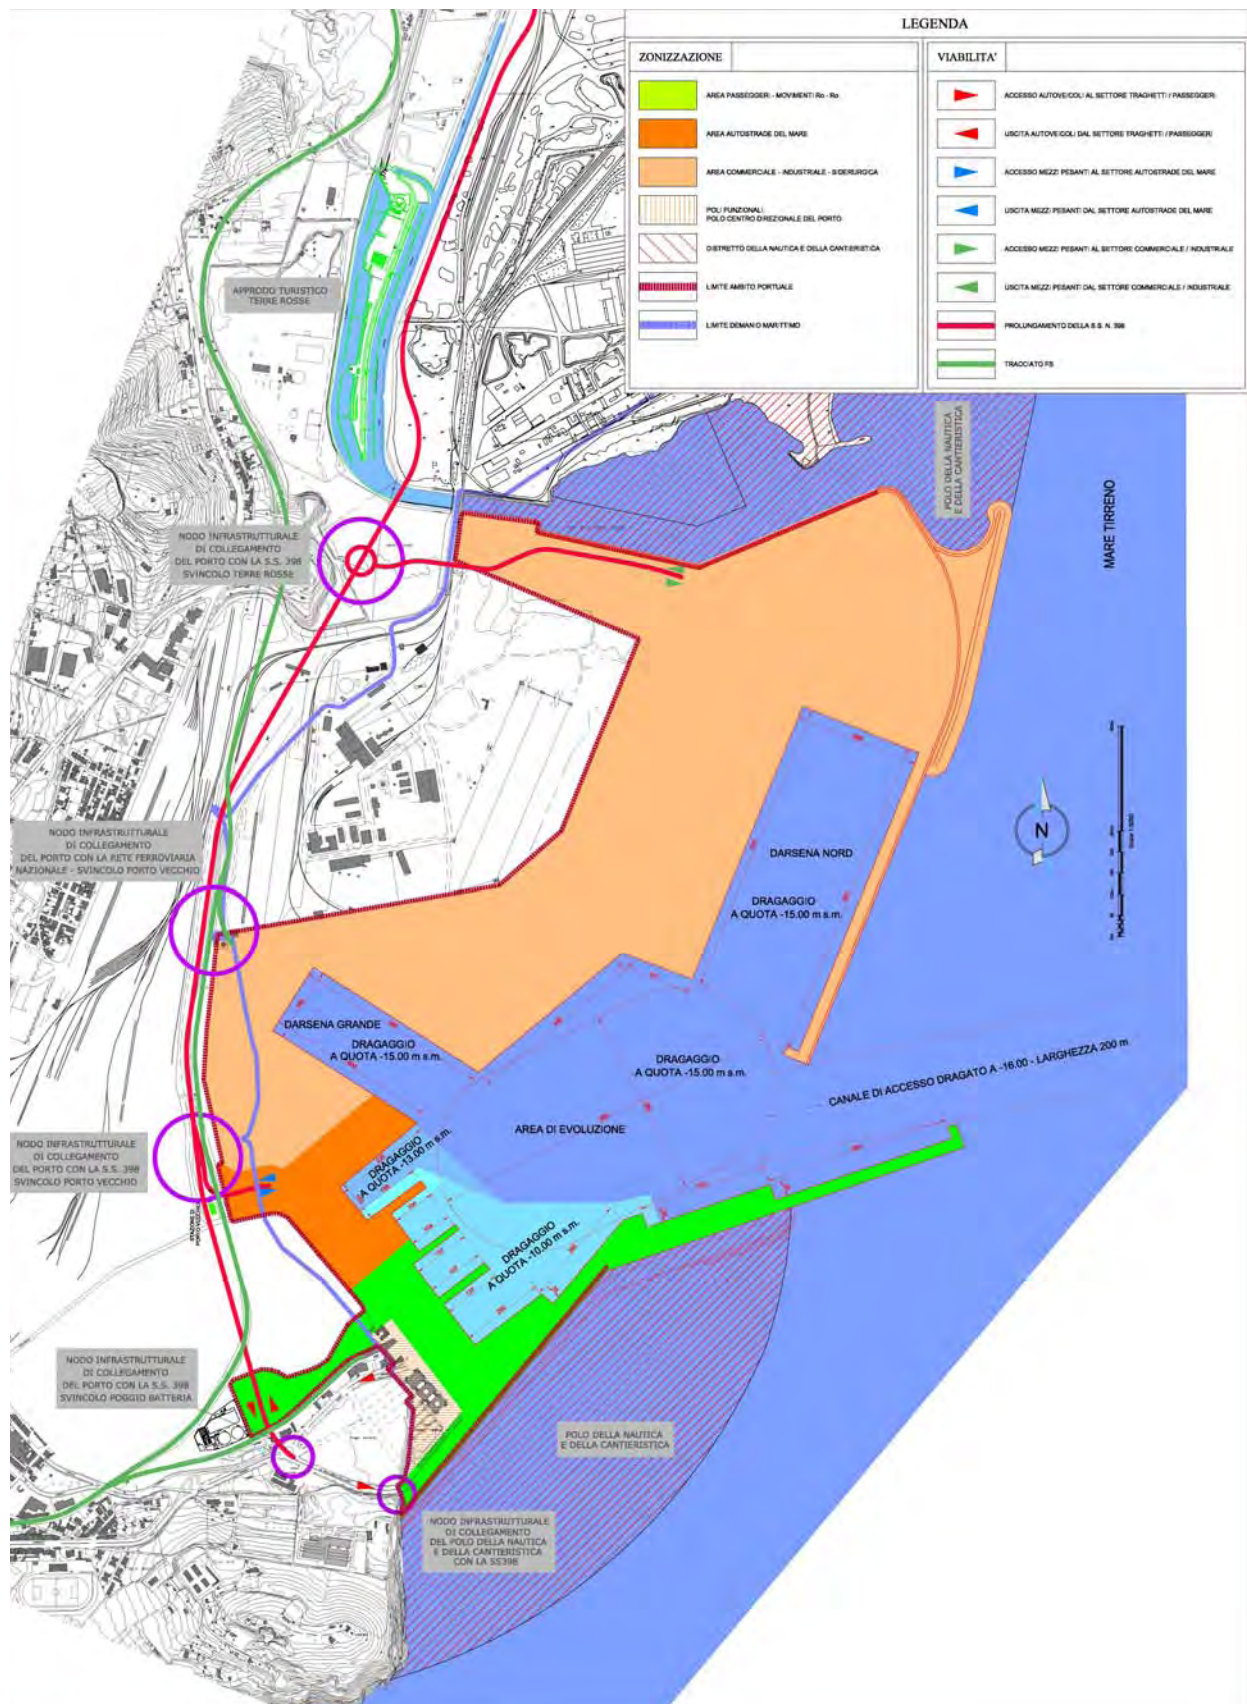 LEGENDA
ZONIZZAZIONE
AREA PASSEGGERI - MOVIMENTI Ro - Ro
AREA AUTOSTRADE DEL MARE
AREA COMMERCIALE - INDUSTRIALE - SIDERURGICA
POLI FUNZIONALI:
POLO CENTRO DIREZIONALE DEL PORTO
DISTRETTO DELLA NAUTICA E DELLA CANTIERISTICA
LIMITE AMBITO PORTUALE
LIMITE DEMANIO MARITTIMO
VIABILITA'
ACCESSO AUTOVEICOLI AL SETTORE TRAGHETTI / PASSEGGERI
USCITA AUTOVEICOLI DAL SETTORE TRAGHETTI / PASSEGGERI
ACCESSO MEZZI PESANTI AL SETTORE AUTOSTRADE DEL MARE
USCITA MEZZI PESANTI DAL SETTORE AUTOSTRADE DEL MARE
ACCESSO MEZZI PESANTI AL SETTORE COMMERCIALE / INDUSTRIALE
USCITA MEZZI PESANTI DAL SETTORE COMMERCIALE / INDUSTRIALE
PROLUNGAMENTO DELLA S.S. N. 398
TRACCIATO FS
APPRODO TURISTICO
TERRE ROSSE
POLO DELLA NAUTICA
E DELLA CANTIERISTICA
MARE TIRRENO
NODO INFRASTRUTTURALE
DI COLLEGAMENTO
DEL PORTO CON LA S.S. 398
SVINCOLO TERRE ROSSE
N
NODO INFRASTRUTTURALE
DI COLLEGAMENTO
DEL PORTO CON LA RETE FERROVIARIA
NAZIONALE - SVINCOLO PORTO VECCHIO
DARSENA NORD
DRAGAGGIO
A QUOTA -15.00 m s.m.
DARSENA GRANDE
DRAGAGGIO
A QUOTA -15.00 m s.m.
DRAGAGGIO
A QUOTA -15.00 m s.m.
CANALE DI ACCESSO DRAGATO A -16.00 - LARGHEZZA 200 m
AREA DI EVOLUZIONE
NODO INFRASTRUTTURALE
DI COLLEGAMENTO
DEL PORTO CON LA S.S. 398
SVINCOLO PORTO VECCHIO
DRAGAGGIO
A QUOTA -13.00 m s.m.
STAZIONE DI
PORTO VECCHIO
DRAGAGGIO
A QUOTA -10.00 m s.m.
NODO INFRASTRUTTURALE
DI COLLEGAMENTO
DEL PORTO CON LA S.S. 398
SVINCOLO POGGIO BATTERIA
POLO DELLA NAUTICA
E DELLA CANTIERISTICA
NODO INFRASTRUTTURALE
DI COLLEGAMENTO
DEL POLO DELLA NAUTICA
E DELLA CANTIERISTICA
CON LA SS398